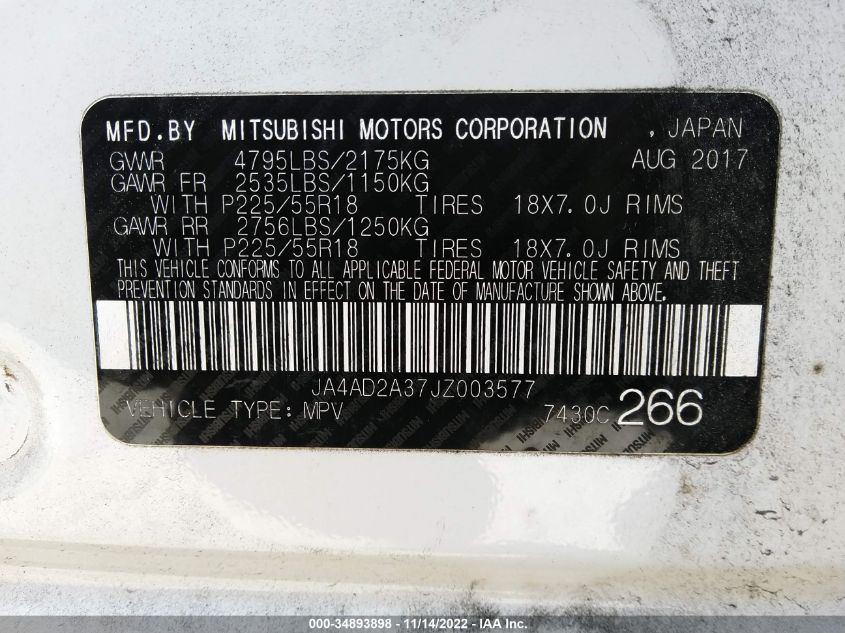 MFD.BY MITSUBISHI MOTORS CORPORATION , JAPAN
GVWR 4795LBS/2175KG AUG 2017
GAWR FR 2535LBS/1150KG
WITH P225/55R18 TIRES 18X7.0J RIMS
GAWR RR 2756LBS/1250KG
WITH P225/55R18 TIRES 18X7.0J RIMS
THIS VEHICLE CONFORMS TO ALL APPLICABLE FEDERAL MOTOR VEHICLE SAFETY AND THEFT
PREVENTION STANDARDS IN EFFECT ON THE DATE OF MANUFACTURE SHOWN ABOVE.
JA4AD2A37JZ003577
VEHICLE TYPE: MPV 7430C 266
000-34893898 - 11/14/2022 - IAA Inc.